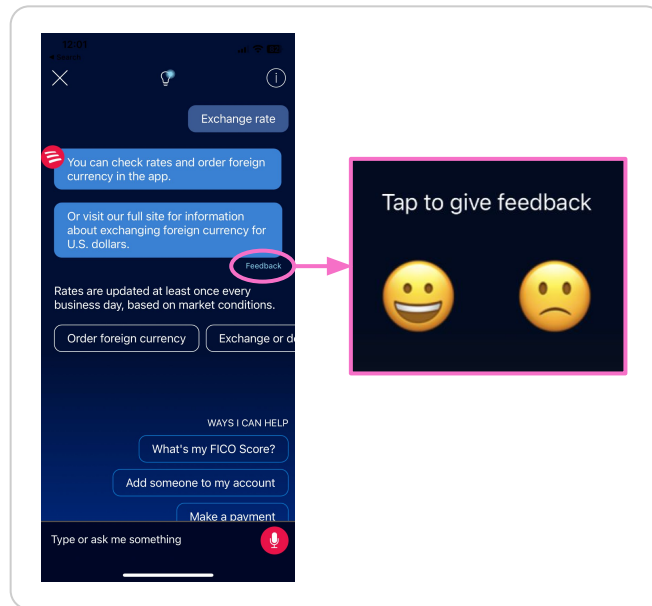 12:01
Exchange rate
You can check rates and order foreign
currency in the app.
Or visit our full site for information
about exchanging foreign currency for
U.S. dollars.
Feedback
Rates are updated at least once every
business day, based on market conditions.
Order foreign currency
Exchange or d
WAYS I CAN HELP
What's my FICO Score?
Add someone to my account
Make a payment
Type or ask me something
Tap to give feedback